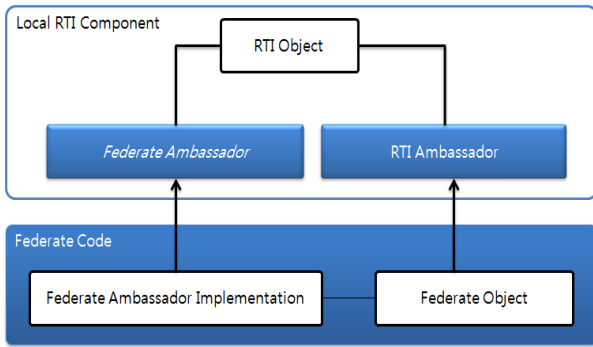 Local RTI Component
RTI Object
Federate Ambassador
RTI Ambassador
Federate Code
Federate Ambassador Implementation
Federate Object